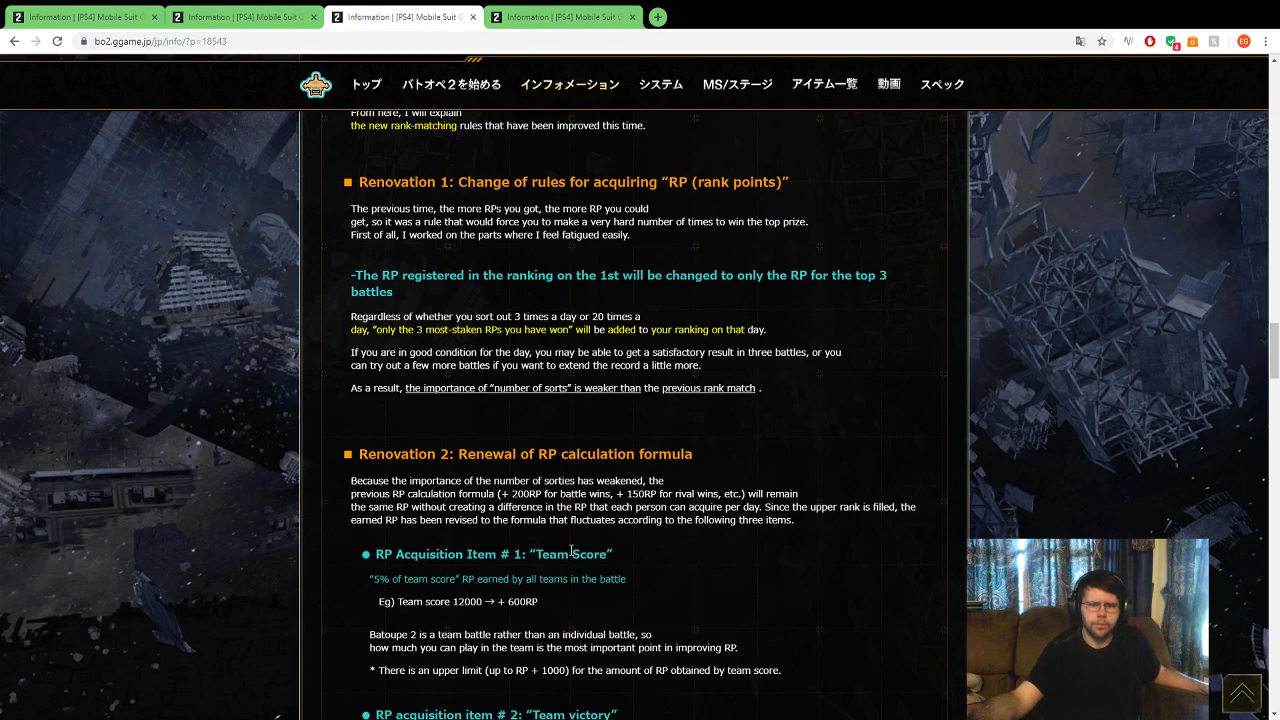 2 Information | [PS4] Mobile Suit G
2 Information | [PS4] Mobile Suit G
2 Information | [PS4] Mobile Suit G
2 Information | [PS4] Mobile Suit G
bo2.ggame.jp/jp/info/?p=18543
4
EG
トップ バトオペ２を始める インフォメーション システム MS/ステージ アイテム一覧 動画 スペック
From here, I will explain
the new rank-matching rules that have been improved this time.
■ Renovation 1: Change of rules for acquiring “RP (rank points)”
The previous time, the more RPs you got, the more RP you could
get, so it was a rule that would force you to make a very hard number of times to win the top prize.
First of all, I worked on the parts where I feel fatigued easily.
-The RP registered in the ranking on the 1st will be changed to only the RP for the top 3
battles
Regardless of whether you sort out 3 times a day or 20 times a
day, “only the 3 most-staken RPs you have won” will be added to your ranking on that day.
If you are in good condition for the day, you may be able to get a satisfactory result in three battles, or you
can try out a few more battles if you want to extend the record a little more.
As a result, the importance of “number of sorts” is weaker than the previous rank match .
■ Renovation 2: Renewal of RP calculation formula
Because the importance of the number of sorties has weakened, the
previous RP calculation formula (+ 200RP for battle wins, + 150RP for rival wins, etc.) will remain
the same RP without creating a difference in the RP that each person can acquire per day. Since the upper rank is filled, the
earned RP has been revised to the formula that fluctuates according to the following three items.
● RP Acquisition Item # 1: “Team Score”
“5% of team score” RP earned by all teams in the battle
Eg) Team score 12000 → + 600RP
Batoupe 2 is a team battle rather than an individual battle, so
how much you can play in the team is the most important point in improving RP.
* There is an upper limit (up to RP + 1000) for the amount of RP obtained by team score.
● RP acquisition item # 2: “Team victory”